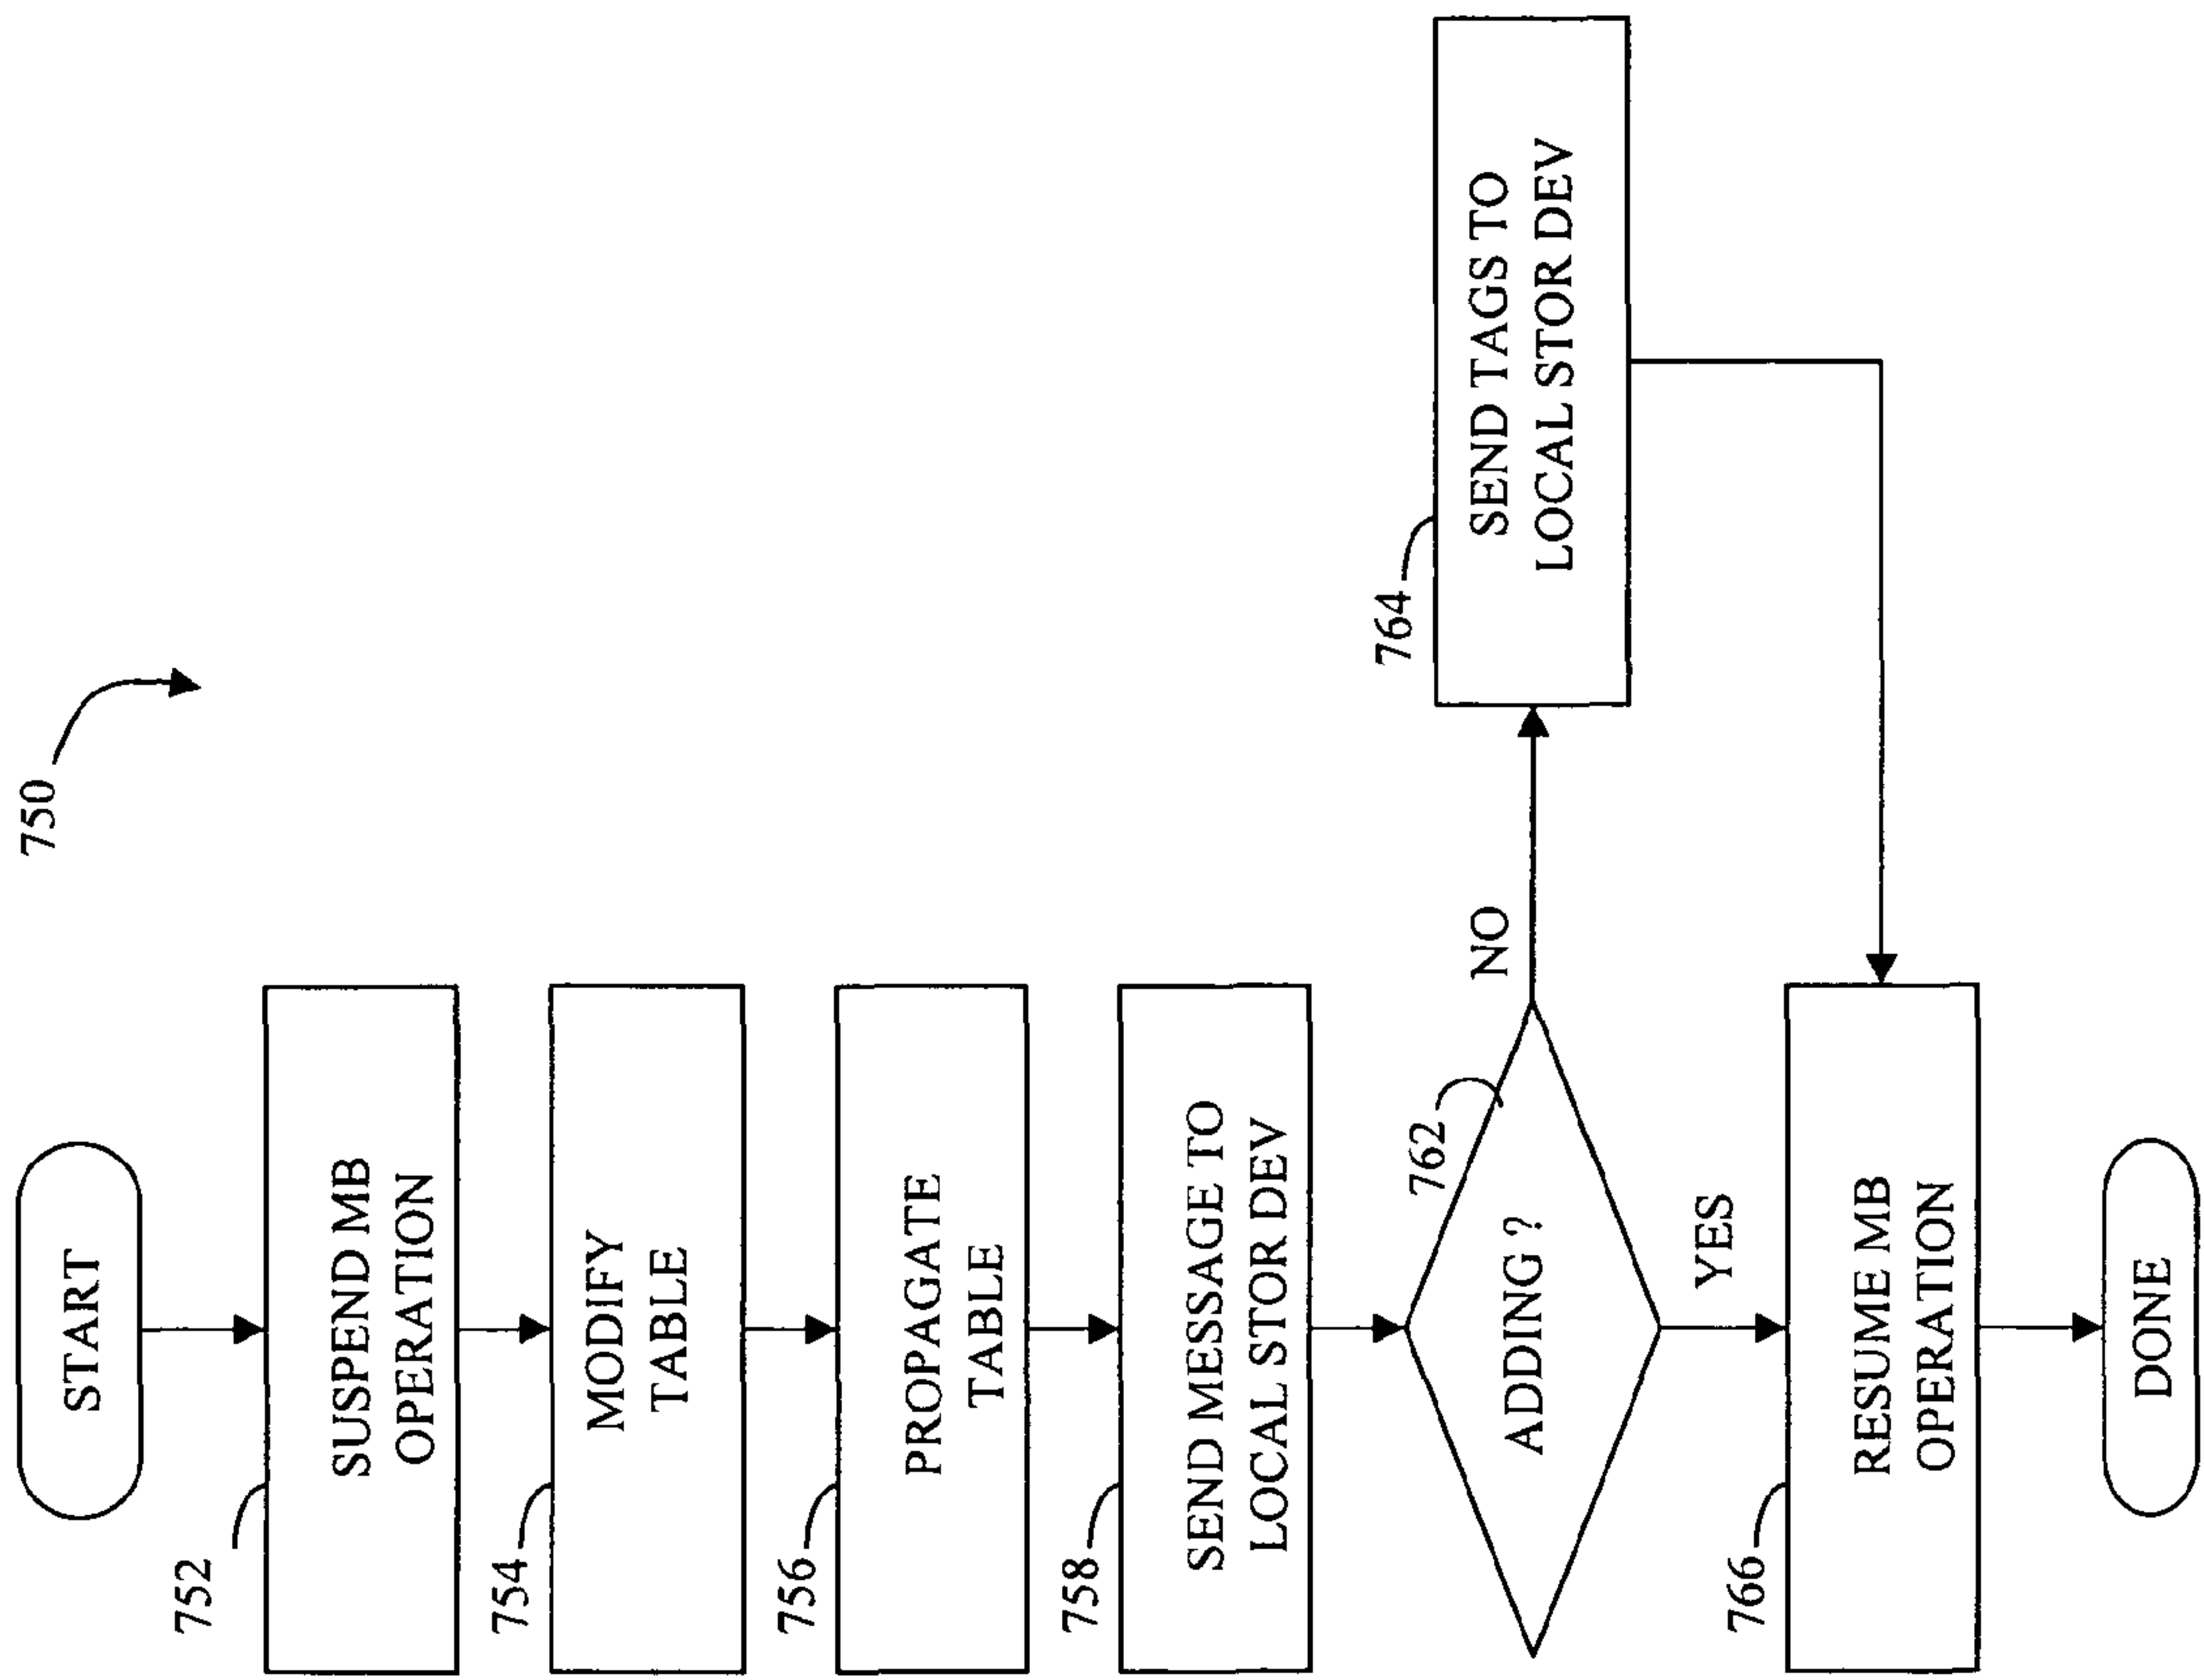 750
START
752
SUSPEND MB
OPERATION
754
MODIFY
TABLE
756
PROPAGATE
TABLE
758
SEND MESSAGE TO
LOCAL STOR DEV
762
ADDING ?
NO
764
SEND TAGS TO
LOCAL STOR DEV
YES
766
RESUME MB
OPERATION
DONE